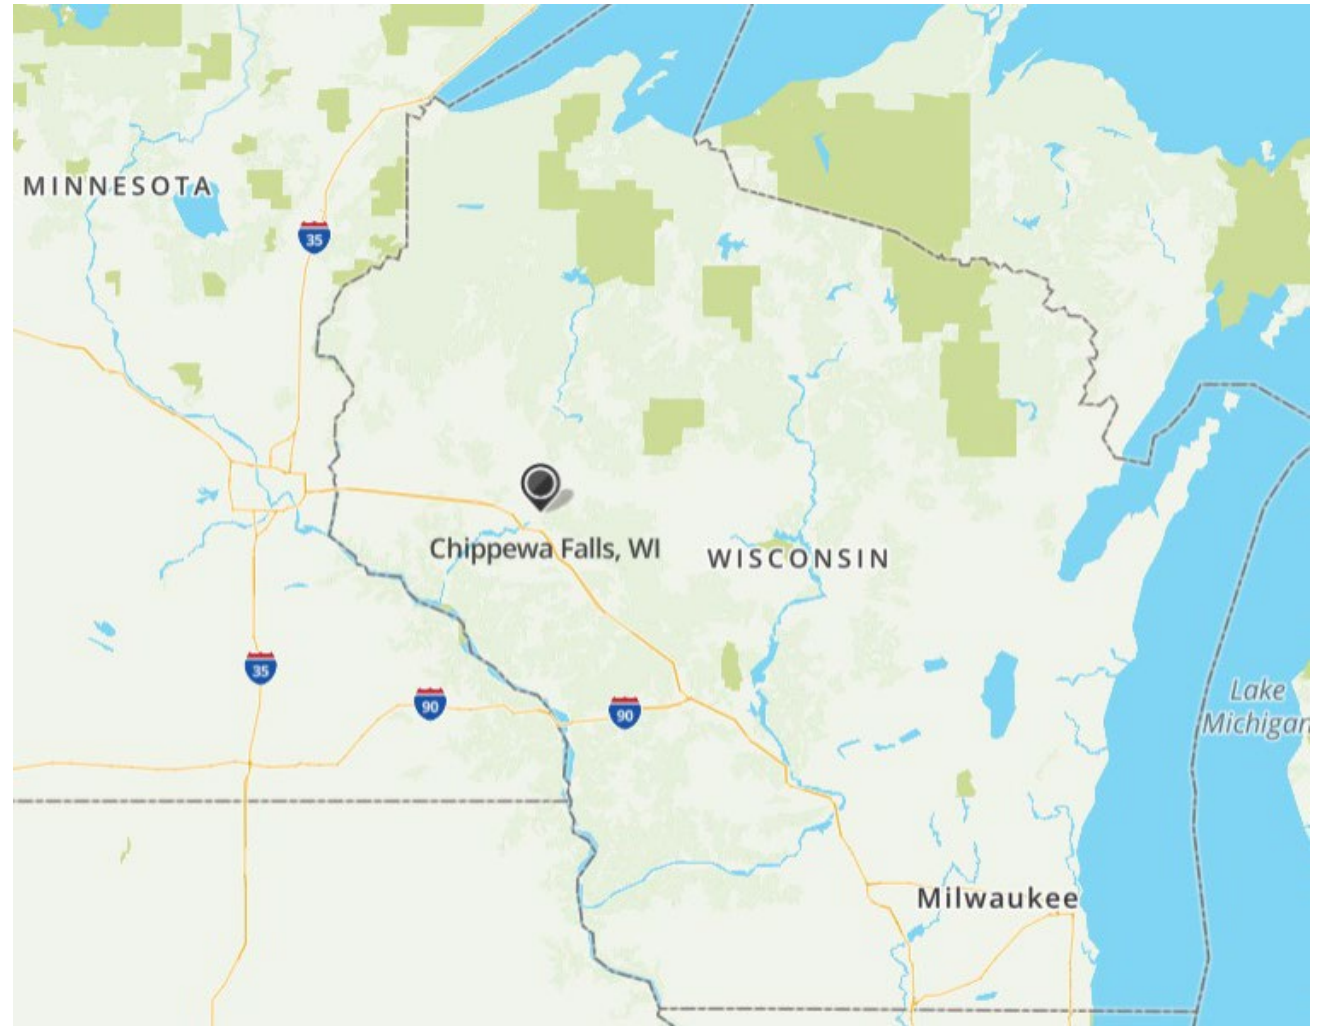 MINNESOTA
35
Chippewa Falls, WI
WISCONSIN
35
90
90
Lake
Michigan
Milwaukee